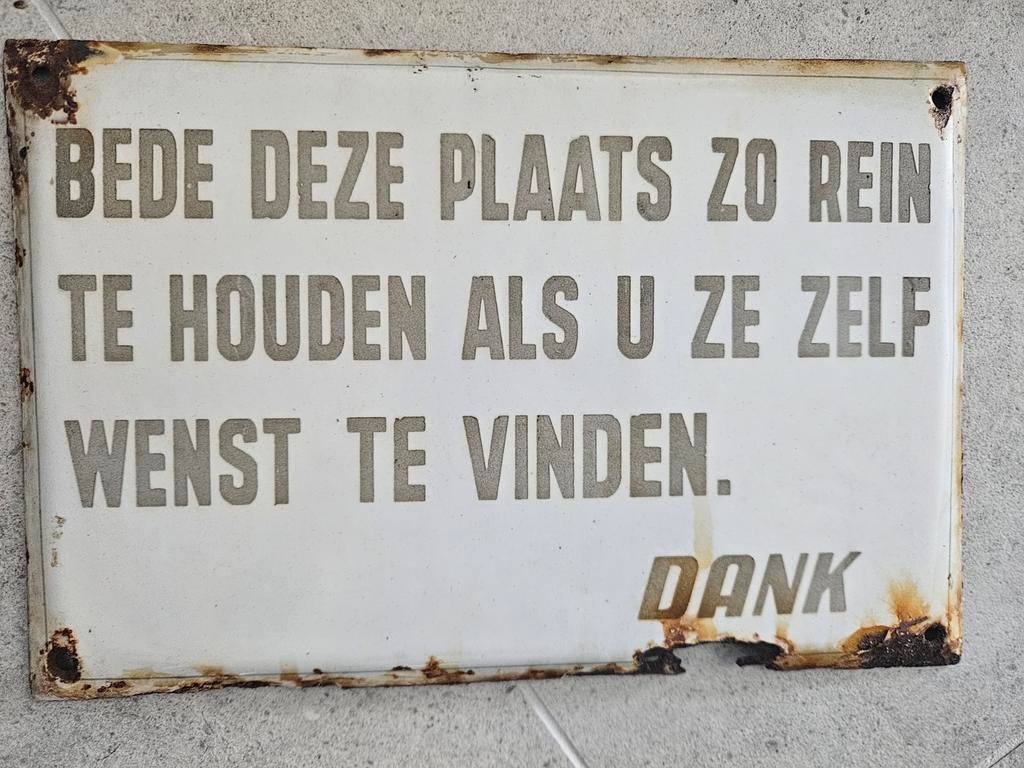 BEDE DEZE PLAATS ZO REIN
TE HOUDEN ALS U ZE ZELF
WENST TE VINDEN.
DANK